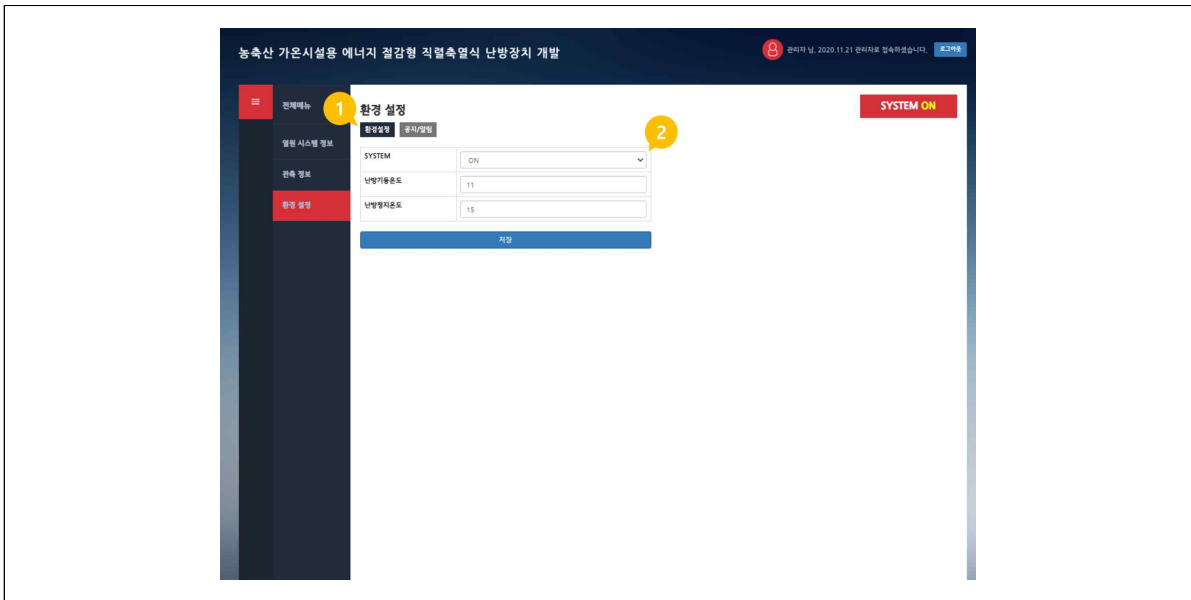 농축산 가온시설용 에너지 절감형 직렬축열식 난방장치 개발
관리자 님, 2020.11.21 관리자로 접속하셨습니다. 로그아웃
전체메뉴
열원 시스템 정보
관측 정보
환경 설정
1
환경 설정
SYSTEM ON
환경설정 공지/알림
2
SYSTEM ON
난방기동온도 11
난방정지온도 15
저장